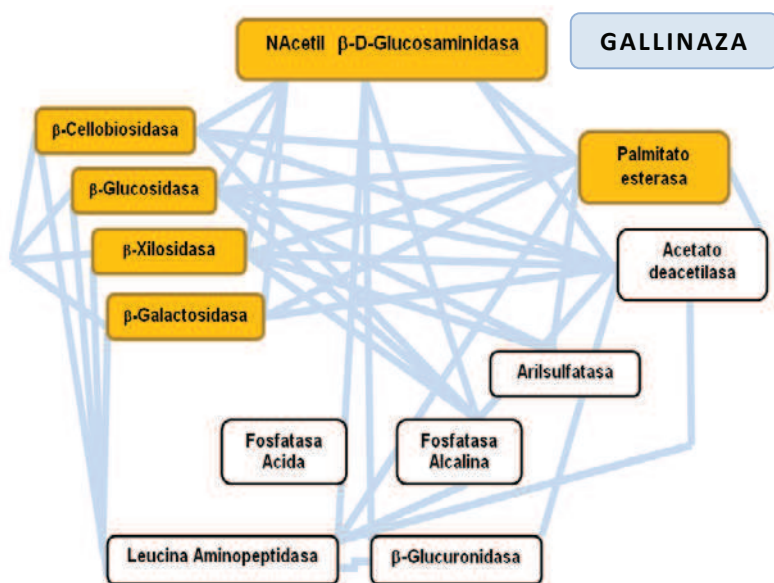 NAcetil β-D-Glucosaminidasa
GALLINAZA
β-Cellobiosidasa
Palmitato
esterasa
β-Glucosidasa
β-Xilosidasa
Acetato
deacetilasa
β-Galactosidasa
Arilsulfatasa
Fosfatasa
Acida
Fosfatasa
Alcalina
Leucina Aminopeptidasa
β-Glucuronidasa